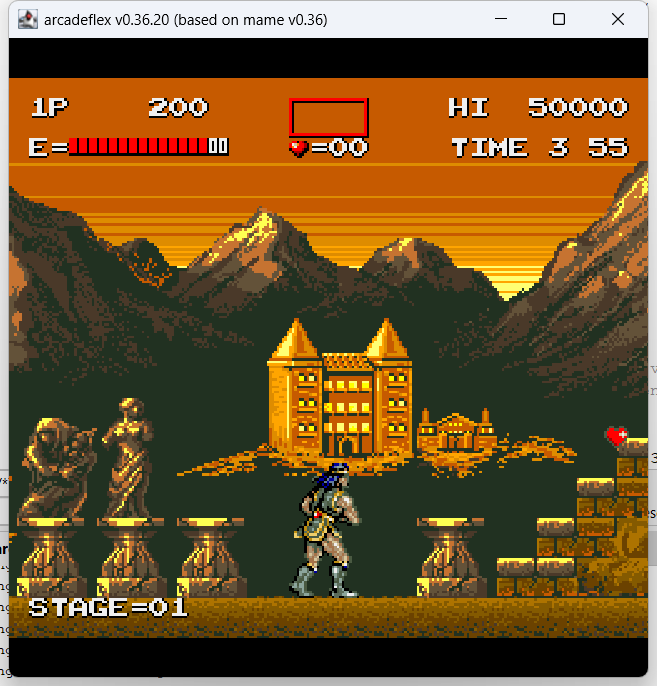 arcadeflex v0.36.20 (based on mame v0.36)
1P 200 HI 50000
E= =00 TIME 3 55
STAGE=01